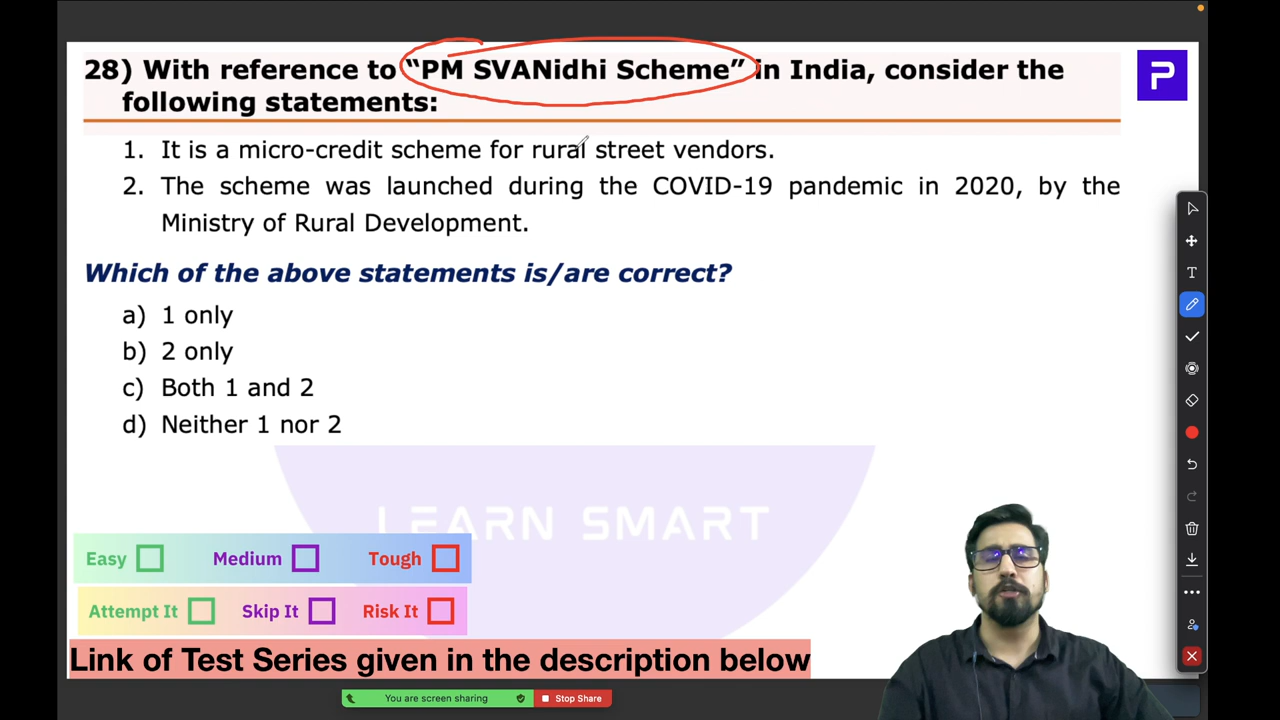 28) With reference to “PM SVANidhi Scheme” in India, consider the
following statements:
1. It is a micro-credit scheme for rural street vendors.
2. The scheme was launched during the COVID-19 pandemic in 2020, by the
Ministry of Rural Development.
Which of the above statements is/are correct?
a) 1 only
b) 2 only
c) Both 1 and 2
d) Neither 1 nor 2
LEARN SMART
Easy Medium Tough
Attempt It Skip It Risk It
Link of Test Series given in the description below
You are screen sharing Stop Share
P
T